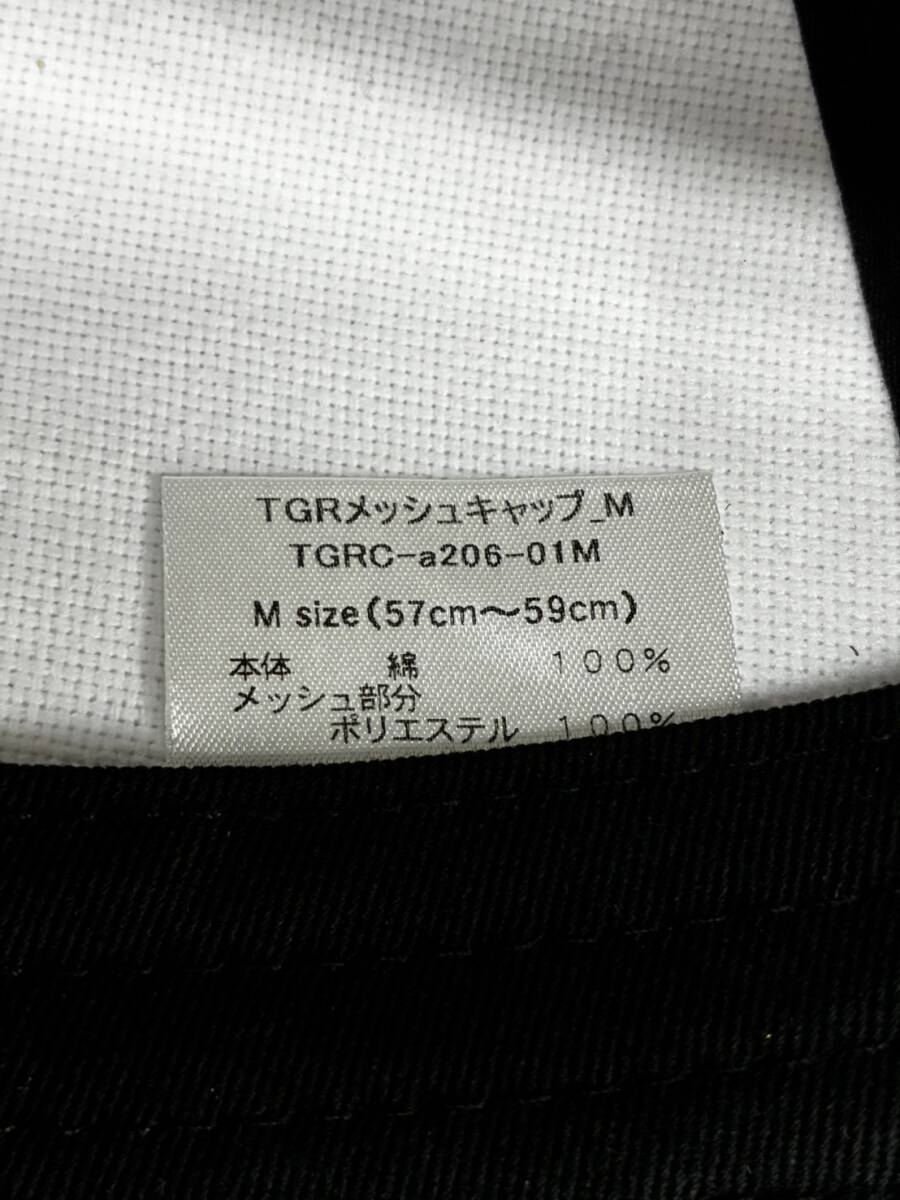 TGRメッシュキャップ_M
TGRC-a206-01M
M size(57cm～59cm)
本体 綿 100%
メッシュ部分
ポリエステル 100%